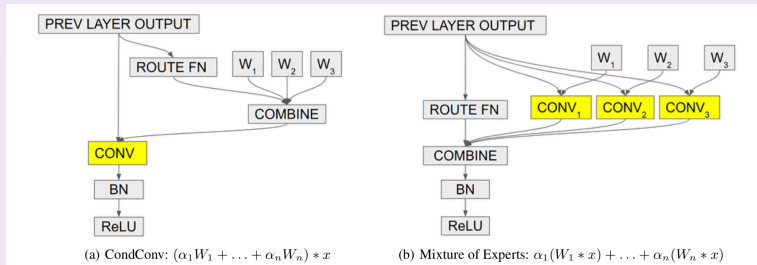 PREV LAYER OUTPUT
ROUTE FN
W₁
W₂
W₃
COMBINE
CONV
BN
ReLU
(a) CondConv: (α₁W₁ + . . . + αₙWₙ) ∗ x
PREV LAYER OUTPUT
W₁
W₂
W₃
ROUTE FN
CONV₁
CONV₂
CONV₃
COMBINE
BN
ReLU
(b) Mixture of Experts: α₁(W₁ ∗ x) + . . . + αₙ(Wₙ ∗ x)